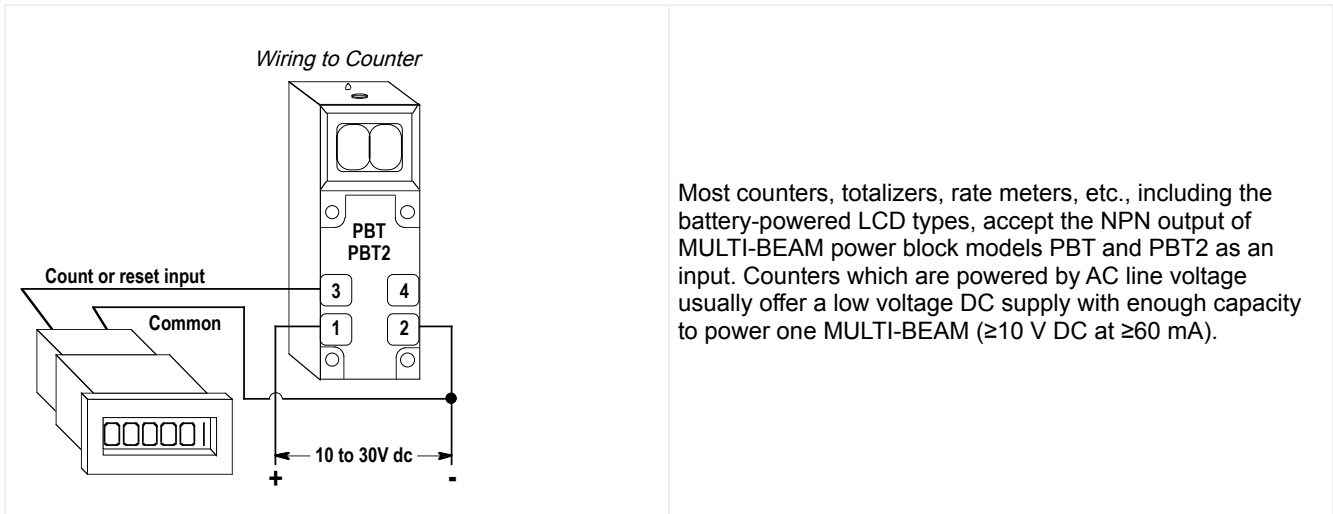 Wiring to Counter
PBT
PBT2
Count or reset input
3
4
Common
1
2
000001
10 to 30V dc
+
-
Most counters, totalizers, rate meters, etc., including the
battery-powered LCD types, accept the NPN output of
MULTI-BEAM power block models PBT and PBT2 as an
input. Counters which are powered by AC line voltage
usually offer a low voltage DC supply with enough capacity
to power one MULTI-BEAM (≥10 V DC at ≥60 mA).